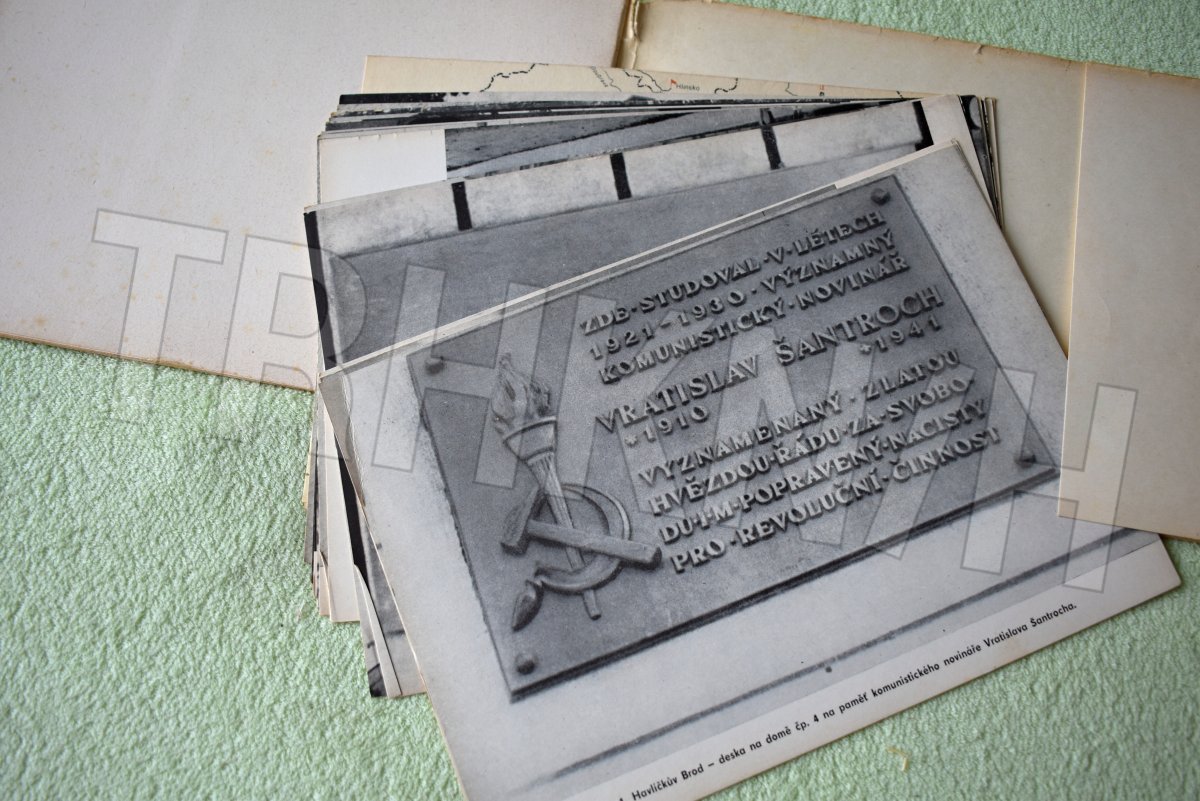 Hlinsko
ZDE·STUDOVAL·V·LÉTECH
1921–1930·VÝZNAMNÝ
KOMUNISTICKÝ·NOVINÁŘ
VRATISLAV ŠANTROCH
*1910 *1941
VYZNAMENANÝ·ZLATOU
HVĚZDOU·ŘÁDU·ZA·SVOBO-
DU·I·M·POPRAVENÝ·NACISTY
PRO·REVOLUČNÍ·ČINNOST
Havlíčkův Brod – deska na domě čp. 4 na paměť komunistického novináře Vratislava Šantrocha.